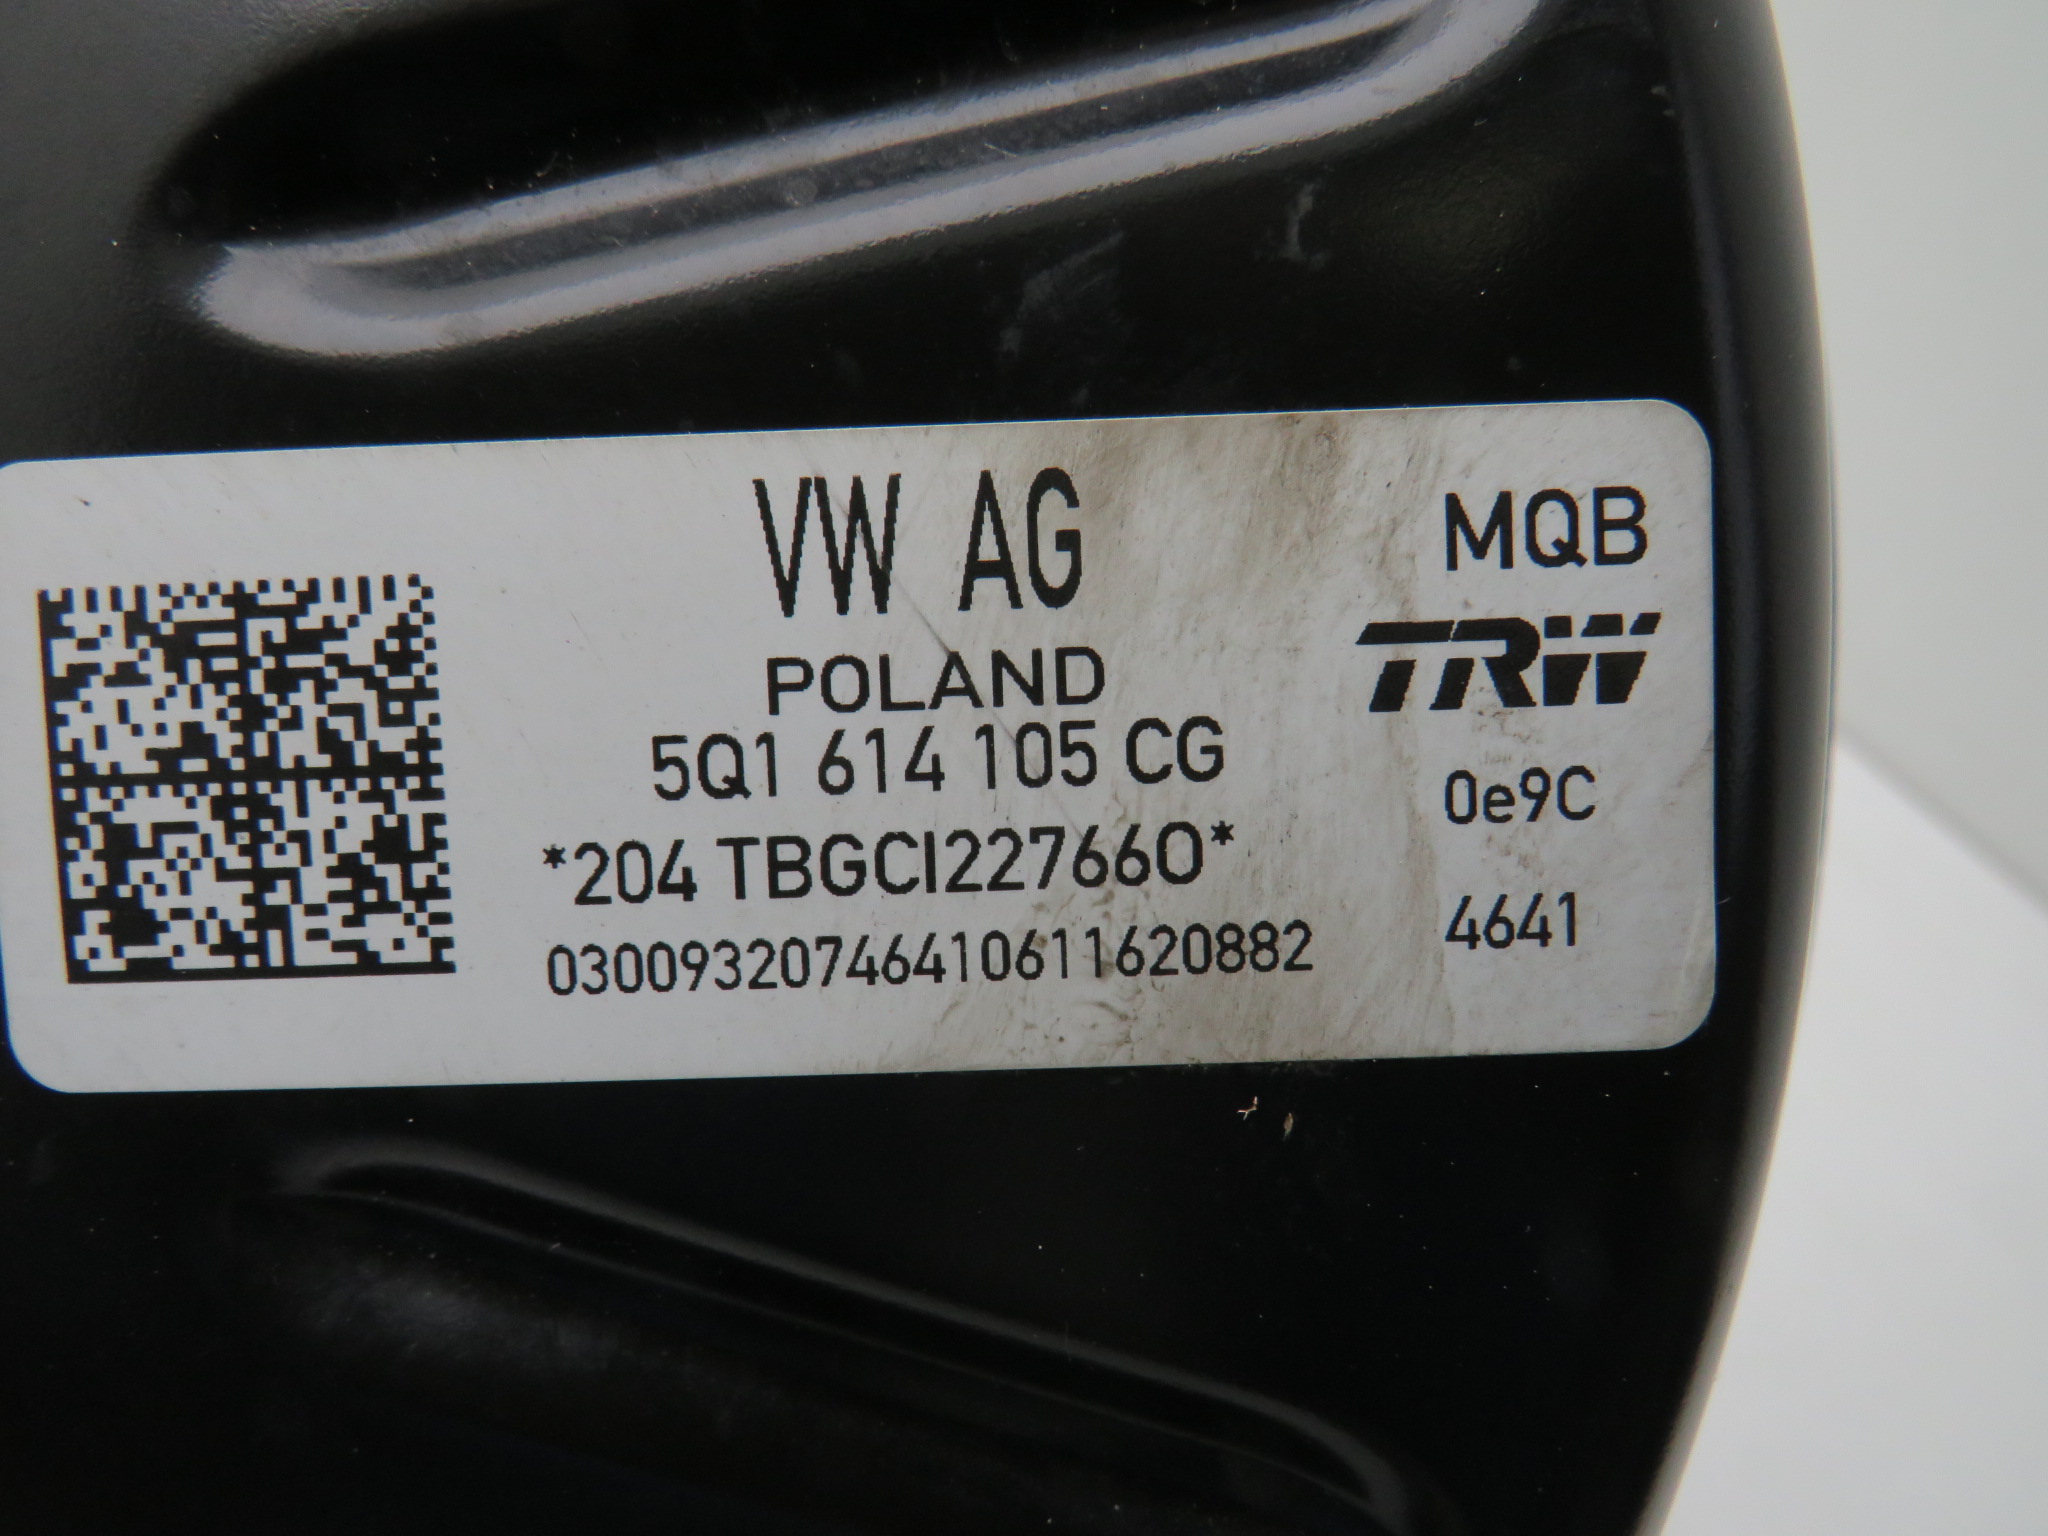 VW AG
MQB
TRW
POLAND
5Q1 614 105 CG
0e9C
*204 TBGCI227660*
4641
03009320746410611620882